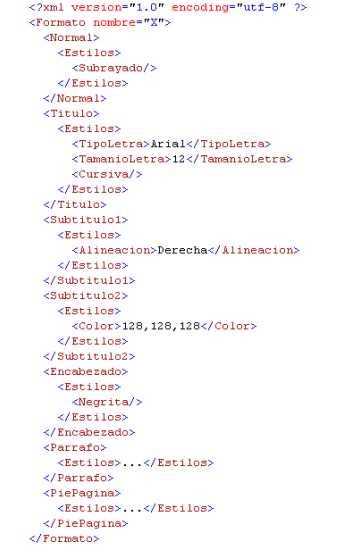 <?xml version="1.0" encoding="utf-8" ?>
<Formato nombre="X">
<Normal>
<Estilos>
<Subrayado/>
</Estilos>
</Normal>
<Titulo>
<Estilos>
<TipoLetra>Arial</TipoLetra>
<TamanioLetra>12</TamanioLetra>
<Cursiva/>
</Estilos>
</Titulo>
<Subtitulo1>
<Estilos>
<Alineacion>Derecha</Alineacion>
</Estilos>
</Subtitulo1>
<Subtitulo2>
<Estilos>
<Color>128,128,128</Color>
</Estilos>
</Subtitulo2>
<Encabezado>
<Estilos>
<Negrita/>
</Estilos>
</Encabezado>
<Parrafo>
<Estilos>...</Estilos>
</Parrafo>
<PiePagina>
<Estilos>...</Estilos>
</PiePagina>
</Formato>